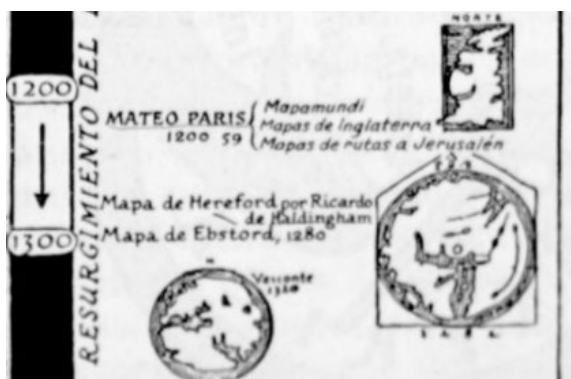 NORTE
1200
RESURGIMIENTO DEL
MATEO PARIS
1200 59
Mapamundi
Mapas de inglaterra
Mapas de rutas a Jerusalén
Mapa de Hereford por Ricardo
de Haldingham
1300
Mapa de Ebstord, 1280
Vesconte
1320